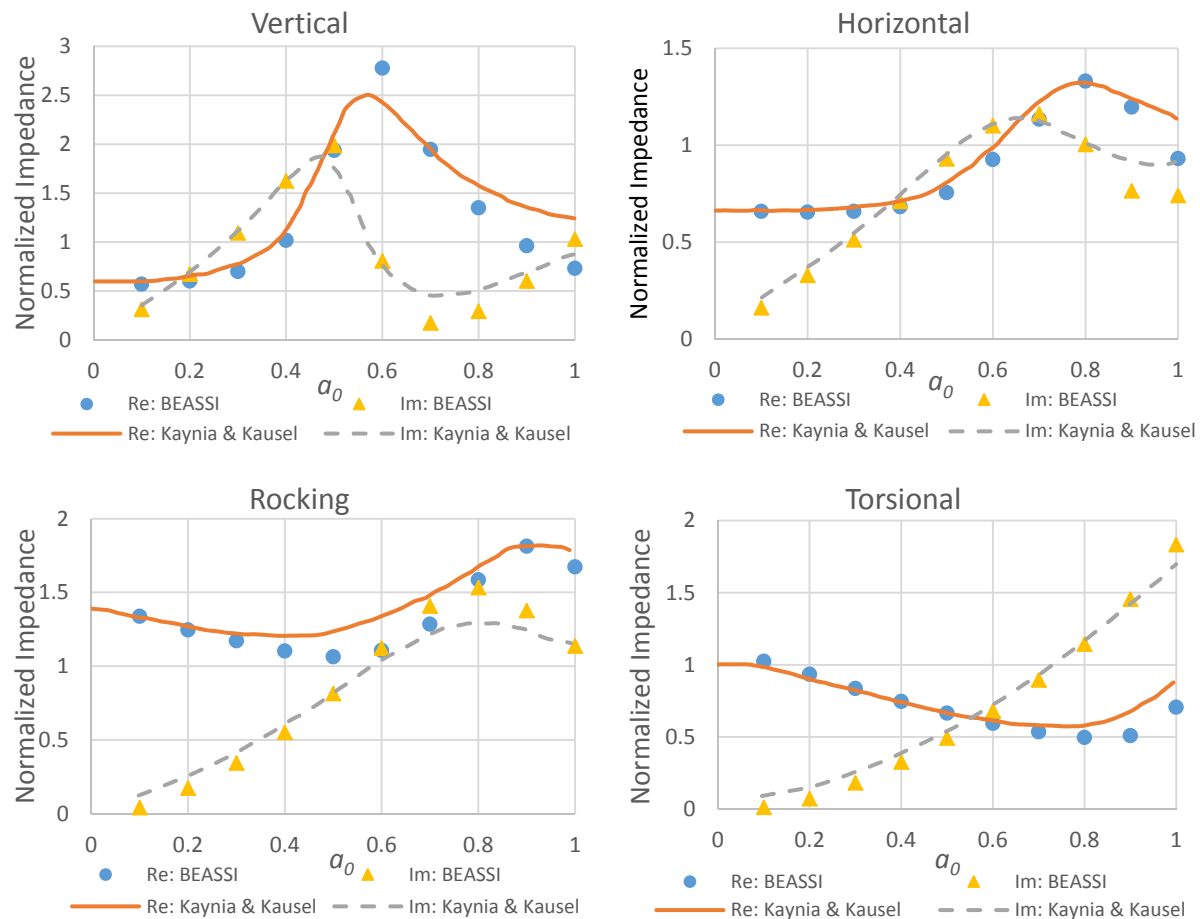 Vertical
Normalized Impedance
3
2.5
2
1.5
1
0.5
0
0 0.2 0.4 0.6 0.8 1
a0
Re: BEASSI Im: BEASSI
Re: Kaynia & Kausel Im: Kaynia & Kausel
Horizontal
Normalized Impedance
1.5
1
0.5
0
0 0.2 0.4 0.6 0.8 1
a0
Re: BEASSI Im: BEASSI
Re: Kaynia & Kausel Im: Kaynia & Kausel
Rocking
Normalized Impedance
2
1.5
1
0.5
0
0 0.2 0.4 0.6 0.8 1
a0
Re: BEASSI Im: BEASSI
Re: Kaynia & Kausel Im: Kaynia & Kausel
Torsional
Normalized Impedance
2
1.5
1
0.5
0
0 0.2 0.4 0.6 0.8 1
a0
Re: BEASSI Im: BEASSI
Re: Kaynia & Kausel Im: Kaynia & Kausel